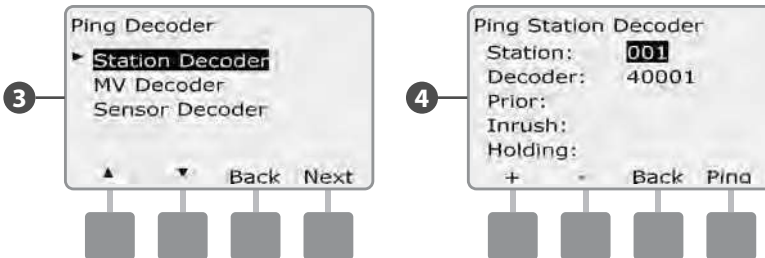 Ping Decoder
► Station Decoder
MV Decoder
Sensor Decoder
▲ ▼ Back Next
3
Ping Station Decoder
Station: 001
Decoder: 40001
Prior:
Inrush:
Holding:
+ - Back Ping
4